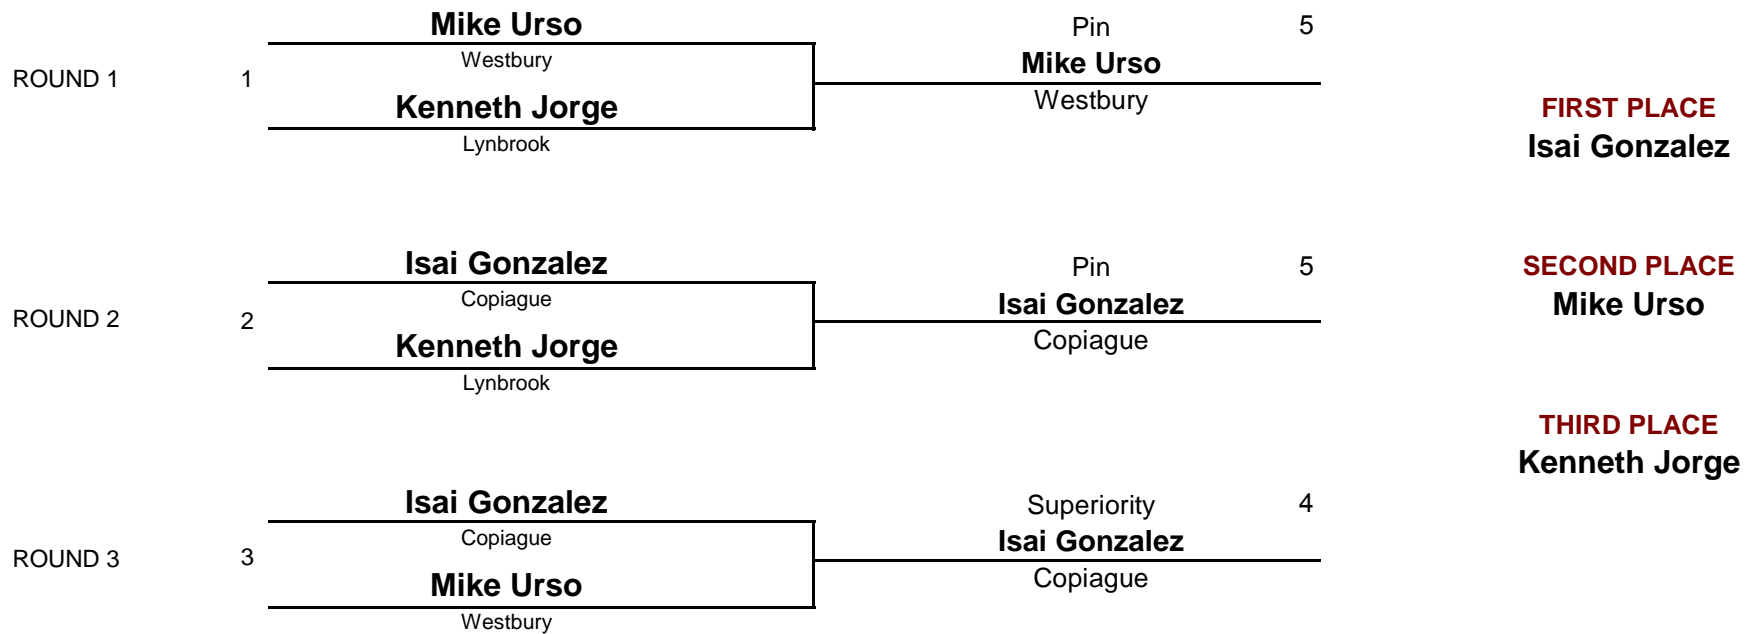 Mike Urso
Westbury
ROUND 1
1
Kenneth Jorge
Lynbrook
Pin
5
Mike Urso
Westbury
Isai Gonzalez
Copiague
ROUND 2
2
Kenneth Jorge
Lynbrook
Pin
5
Isai Gonzalez
Copiague
Isai Gonzalez
Copiague
ROUND 3
3
Mike Urso
Westbury
Superiority
4
Isai Gonzalez
Copiague
FIRST PLACE
Isai Gonzalez
SECOND PLACE
Mike Urso
THIRD PLACE
Kenneth Jorge